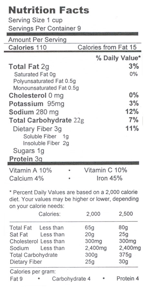 Nutrition Facts
Serving Size 1 cup
Servings Per Container 9
Amount Per Serving
Calories 110 Calories from Fat 15
% Daily Value*
Total Fat 2g 3%
Saturated Fat 0g 0%
Polyunsaturated Fat 0.5g
Monounsaturated Fat 0.5g
Cholesterol 0 mg 0%
Potassium 95mg 3%
Sodium 280 mg 12%
Total Carbohydrate 22g 7%
Dietary Fiber 3g 11%
Soluble Fiber 1g
Insoluble Fiber 2g
Sugars 1g
Protein 3g
Vitamin A 10% • Vitamin C 10%
Calcium 4% • Iron 45%
* Percent Daily Values are based on a 2,000 calorie
diet. Your values may be higher or lower, depending
on your calorie needs:
Calories: 2,000 2,500
Total Fat Less than 65g 80g
Sat Fat Less than 20g 25g
Cholesterol Less than 300mg 300mg
Sodium Less than 2,400mg 2,400mg
Total Carbohydrate 300g 375g
Dietary Fiber 25g 30g
Calories per gram
Fat 9 • Carbohydrate 4 • Protein 4